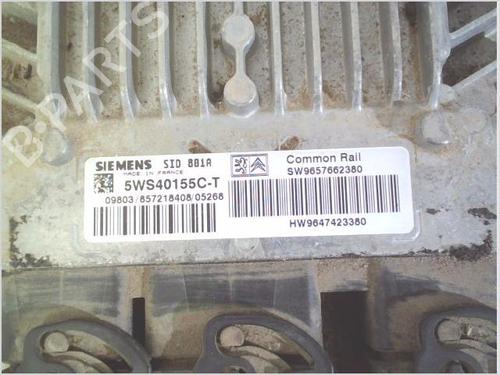 B-PARTS
SIEMENS SID 801A
MADE IN FRANCE
5WS40155C-T
09803/857218408/05268
Common Rail
SW9657662380
HW9647423380